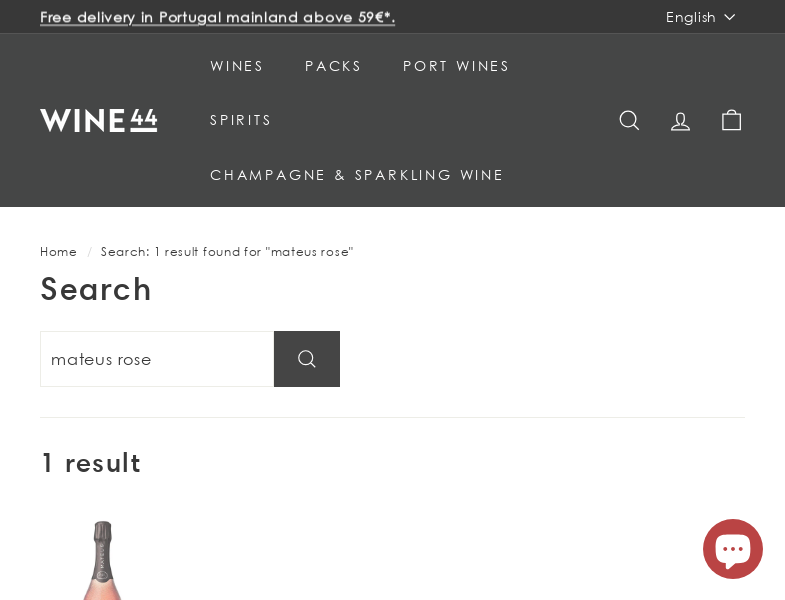 Free delivery in Portugal mainland above 59€*.
English
WINES PACKS PORT WINES
WINE 44
SPIRITS
CHAMPAGNE & SPARKLING WINE
Home / Search: 1 result found for "mateus rose"
Search
mateus rose
1 result